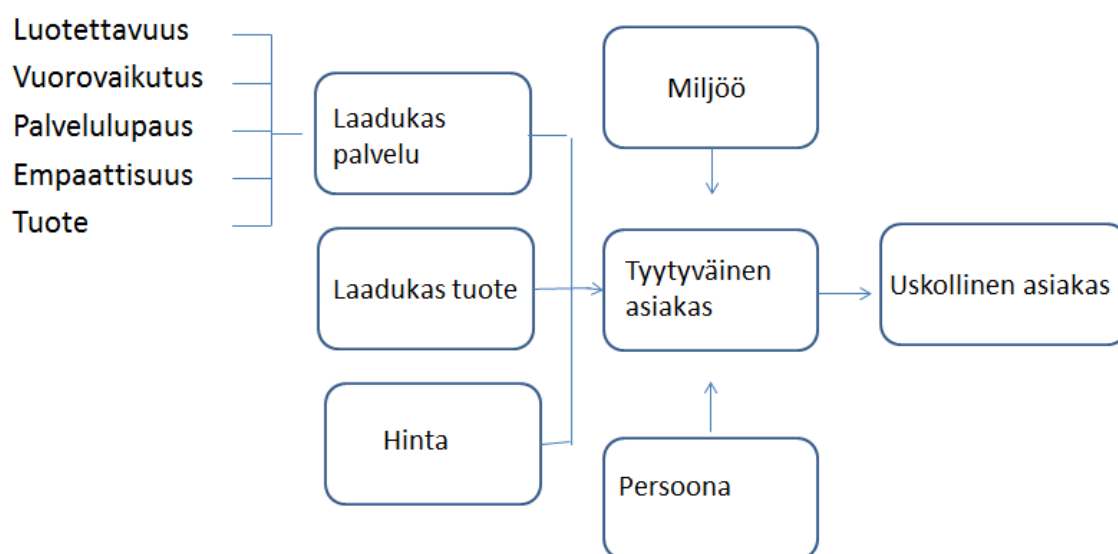 Luotettavuus
Vuorovaikutus
Palvelulupaus
Empaattisuus
Tuote
Laadukas
palvelu
Laadukas tuote
Hinta
Miljöö
Tyytyväinen
asiakas
Persoona
Uskollinen asiakas